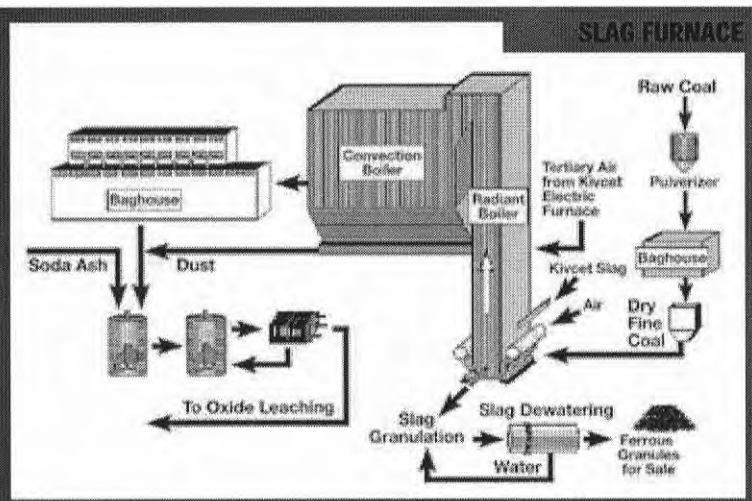 SLAG FURNACE
Raw Coal
Pulverizer
Baghouse
Dry
Fine
Coal
Convection
Boiler
Radiant
Boiler
Tertiary Air
from Kivcet
Electric
Furnace
Kivcet Slag
Air
Baghouse
Soda Ash
Dust
To Oxide Leaching
Slag
Granulation
Slag Dewatering
Water
Ferrous
Granules
for Sale